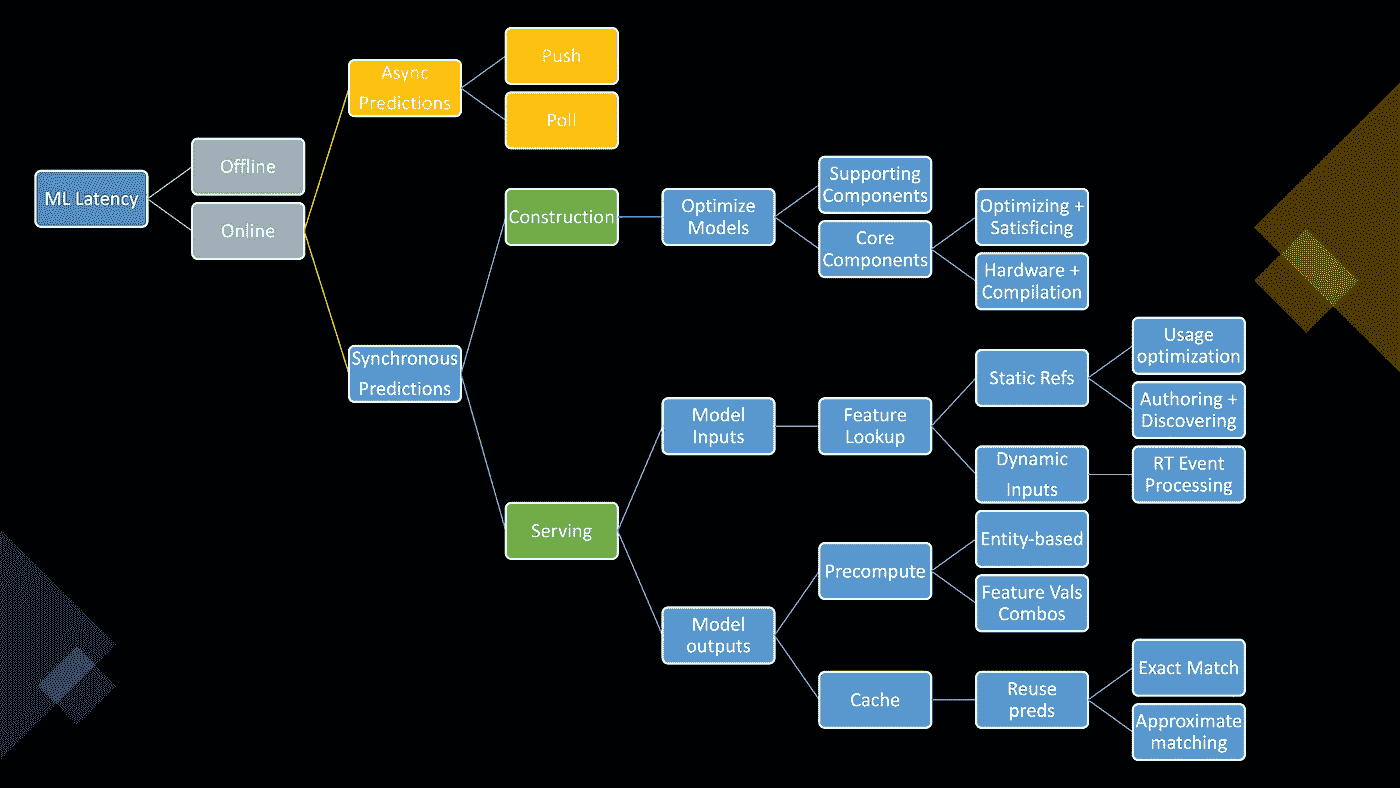 ML Latency
Offline
Online
Async
Predictions
Push
Poll
Synchronous
Predictions
Construction
Optimize
Models
Supporting
Components
Core
Components
Optimizing +
Satisficing
Hardware +
Compilation
Serving
Model
Inputs
Feature
Lookup
Static Refs
Usage
optimization
Authoring +
Discovering
Dynamic
Inputs
RT Event
Processing
Model
outputs
Precompute
Entity-based
Feature Vals
Combos
Cache
Reuse
preds
Exact Match
Approximate
matching